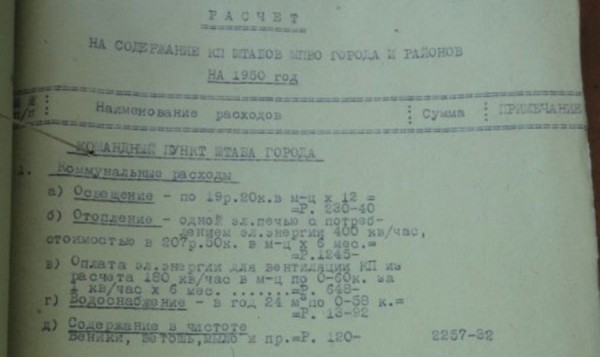 РАСЧЕТ
НА СОДЕРЖАНИЕ КП ШТАБОВ МПВО ГОРОДА И РАЙОНОВ
НА 1950 год
п/п Наименование расходов Сумма ПРИМЕЧАНИЕ
КОМАНДНЫЙ ПУНКТ ШТАБА ГОРОДА
1. Коммунальные расходы
а) Освещение - по 19р.20к.в м-ц х 12 =
=Р. 230-40
б) Отопление - одной эл.печью с потреб-
лением эл.энергии 400 кв/час,
стоимостью в 207р.50к. в м-ц х 6 мес.=
=Р.1245-
в) Оплата эл.энергии для вентиляции КП из
расчета 180 кв/час в м-ц по 0-60к. за
1 кв/час х 6 мес. .......=Р. 648-
г) Водоснабжение - в год 24 м³по 0-58 к.=
=Р. 13-92
д) Содержание в чистоте
Веники, ветошь,мыло и пр.=Р. 120- 2257-32